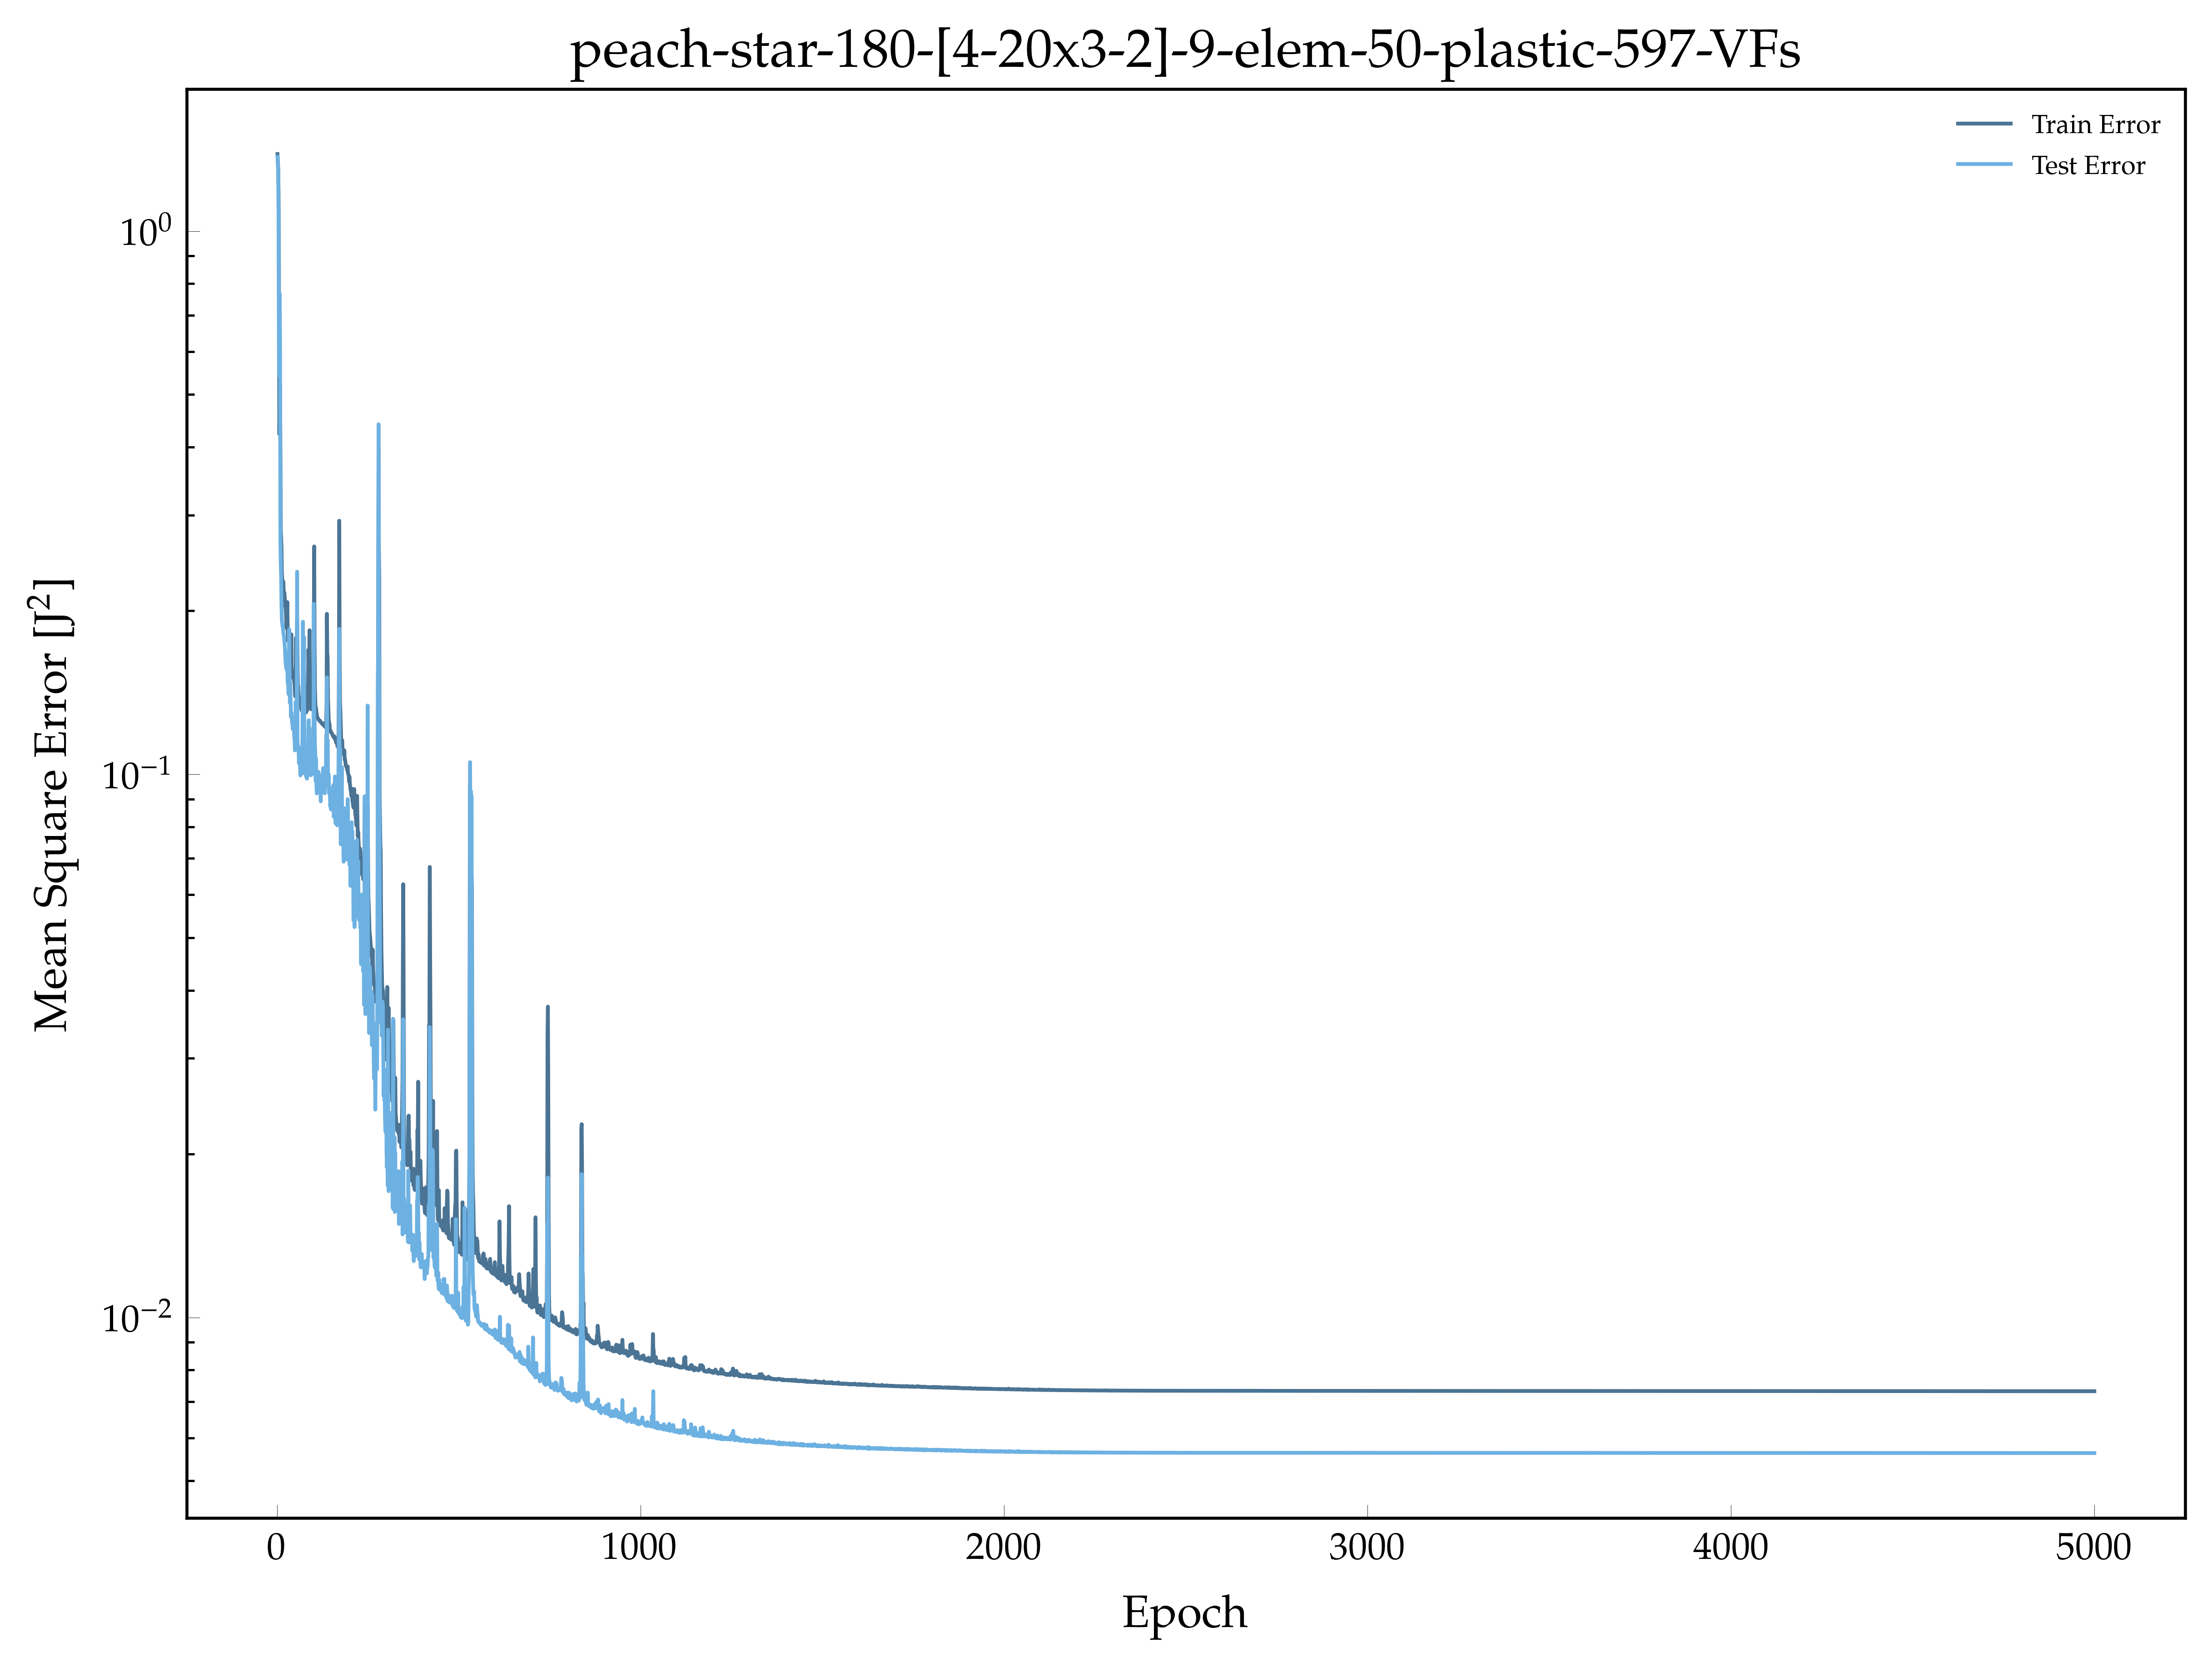 peach-star-180-[4-20x3-2]-9-elem-50-plastic-597-VFs
Train Error
Test Error
10⁰
10⁻¹
10⁻²
Mean Square Error [J²]
0 1000 2000 3000 4000 5000
Epoch